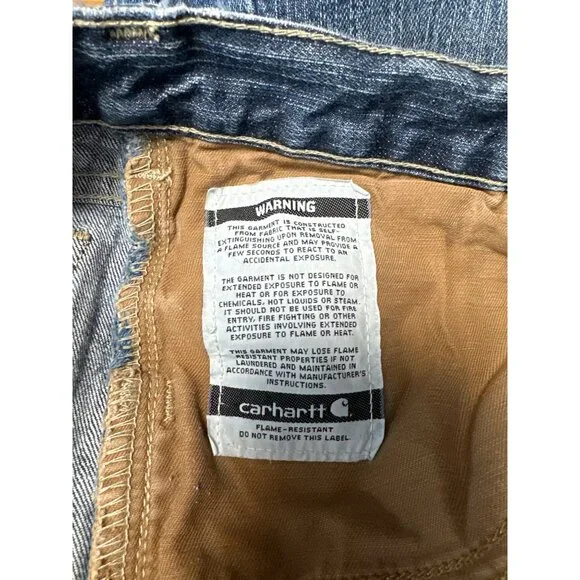 WARNING
THIS GARMENT IS CONSTRUCTED
FROM FABRIC THAT IS SELF-
EXTINGUISHING UPON REMOVAL FROM
A FLAME SOURCE AND MAY PROVIDE A
FEW SECONDS TO REACT TO AN
ACCIDENTAL EXPOSURE.
THE GARMENT IS NOT DESIGNED FOR
EXTENDED EXPOSURE TO FLAME OR
HEAT OR FOR EXPOSURE TO
CHEMICALS, HOT LIQUIDS OR STEAM.
IT SHOULD NOT BE USED FOR FIRE
ENTRY, FIRE FIGHTING OR OTHER
ACTIVITIES INVOLVING EXTENDED
EXPOSURE TO FLAME OR HEAT.
THIS GARMENT MAY LOSE FLAME
RESISTANT PROPERTIES IF NOT
LAUNDERED AND MAINTAINED IN
ACCORDANCE WITH MANUFACTURER'S
INSTRUCTIONS.
carhartt
FLAME-RESISTANT
DO NOT REMOVE THIS LABEL.